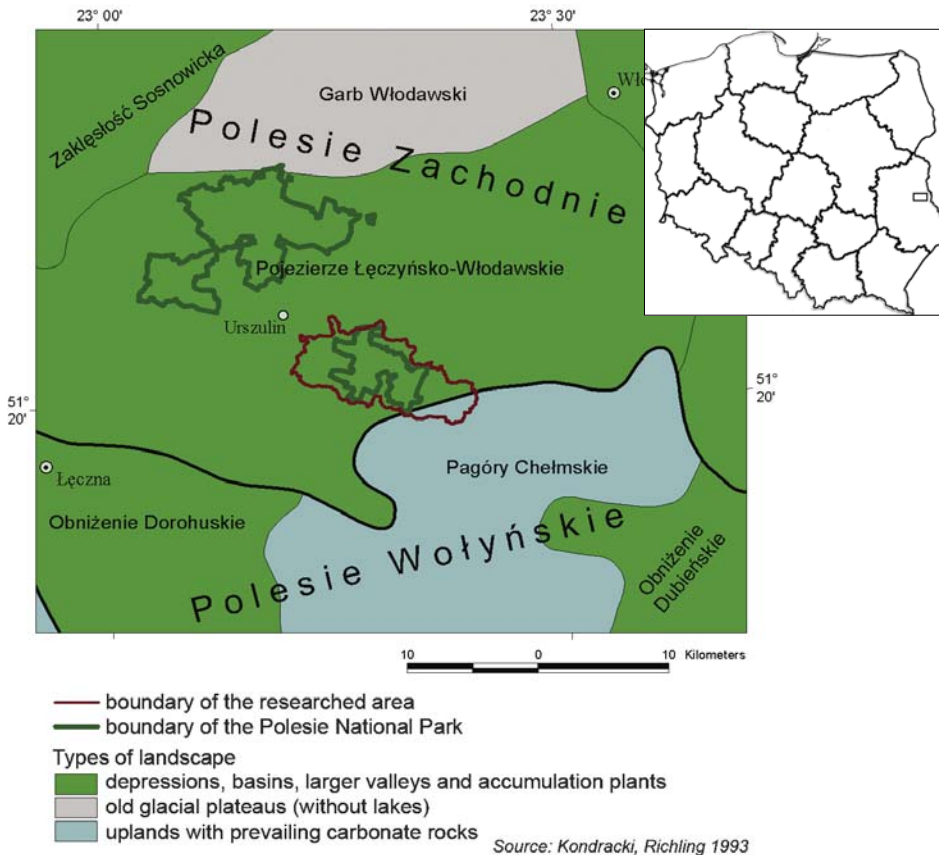 23° 00'
23° 30'
Zaklęsłość Sosnowicka
Garb Włodawski
Polesie Zachodnie
Pojezierze Łęczyńsko-Włodawskie
Urszulin
51°
20'
51°
20'
Łęczna
Pagóry Chełmskie
Obniżenie Dorohuskie
Polesie Wołyńskie
Obniżenie
Dubieńskie
10 0 10 Kilometers
boundary of the researched area
boundary of the Polesie National Park
Types of landscape
depressions, basins, larger valleys and accumulation plants
old glacial plateaus (without lakes)
uplands with prevailing carbonate rocks
Source: Kondracki, Richling 1993